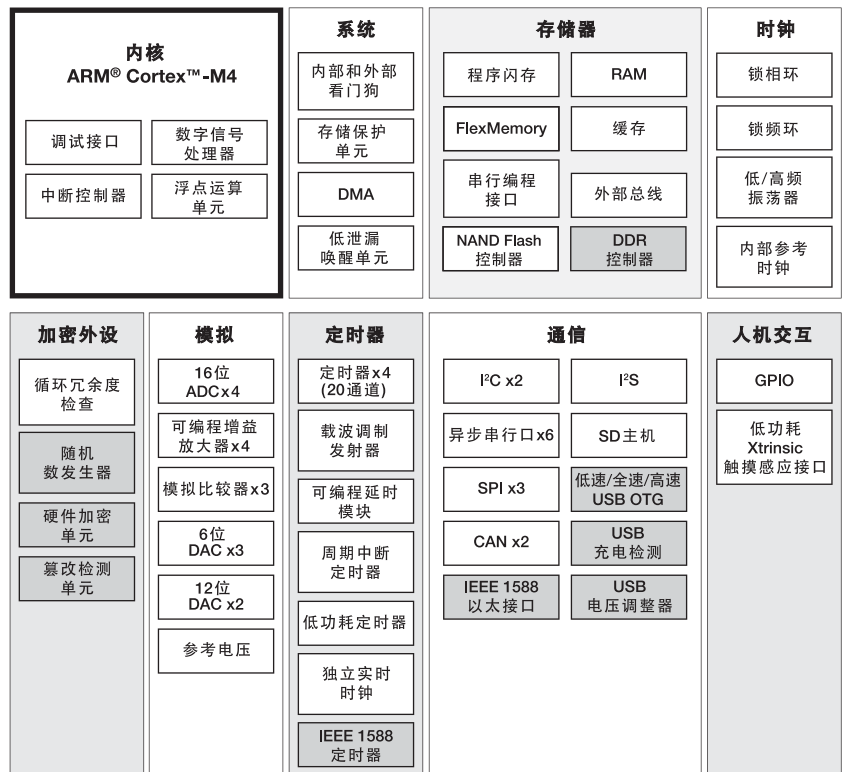 内核
ARM® Cortex™-M4
调试接口
数字信号
处理器
中断控制器
浮点运算
单元
系统
内部和外部
看门狗
存储保护
单元
DMA
低泄漏
唤醒单元
存储器
程序闪存
RAM
FlexMemory
缓存
串行编程
接口
外部总线
NAND Flash
控制器
DDR
控制器
时钟
锁相环
锁频环
低/高频
振荡器
内部参考
时钟
加密外设
循环冗余度
检查
随机
数发生器
硬件加密
单元
篡改检测
单元
模拟
16位
ADCx4
可编程增益
放大器x4
模拟比较器x3
6位
DAC x3
12位
DAC x2
参考电压
定时器
定时器x4
(20通道)
载波调制
发射器
可编程延时
模块
周期中断
定时器
低功耗定时器
独立实时
时钟
IEEE 1588
定时器
通信
I²C x2
I²S
异步串行口x6
SD主机
SPI x3
低速/全速/高速
USB OTG
CAN x2
USB
充电检测
IEEE 1588
以太接口
USB
电压调整器
人机交互
GPIO
低功耗
Xtrinsic
触摸感应接口